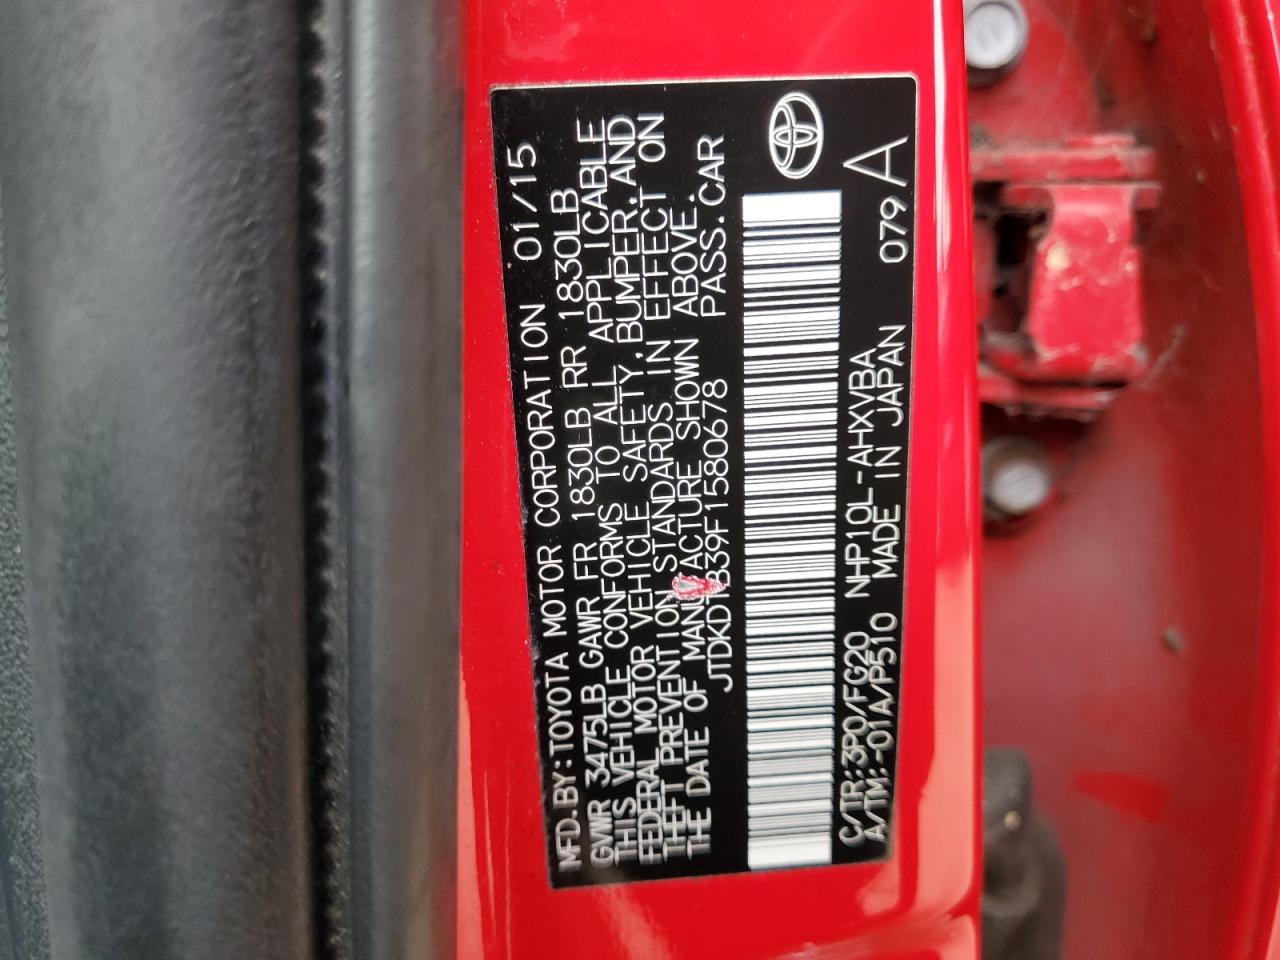 MFD.BY:TOYOTA MOTOR CORPORATION 01/15
GVWR 3475LB GAWR FR 1830LB RR 1830LB
THIS VEHICLE CONFORMS TO ALL APPLICABLE
FEDERAL MOTOR VEHICLE SAFETY,BUMPER,AND
THEFT PREVENTION STANDARDS IN EFFECT ON
THE DATE OF MANUFACTURE SHOWN ABOVE.
JTDKDTB39F1580678 PASS.CAR
C/TR:3P0/FG20 NHP10L-AHXVBA 079A
A/TM:-01A/P510 MADE IN JAPAN